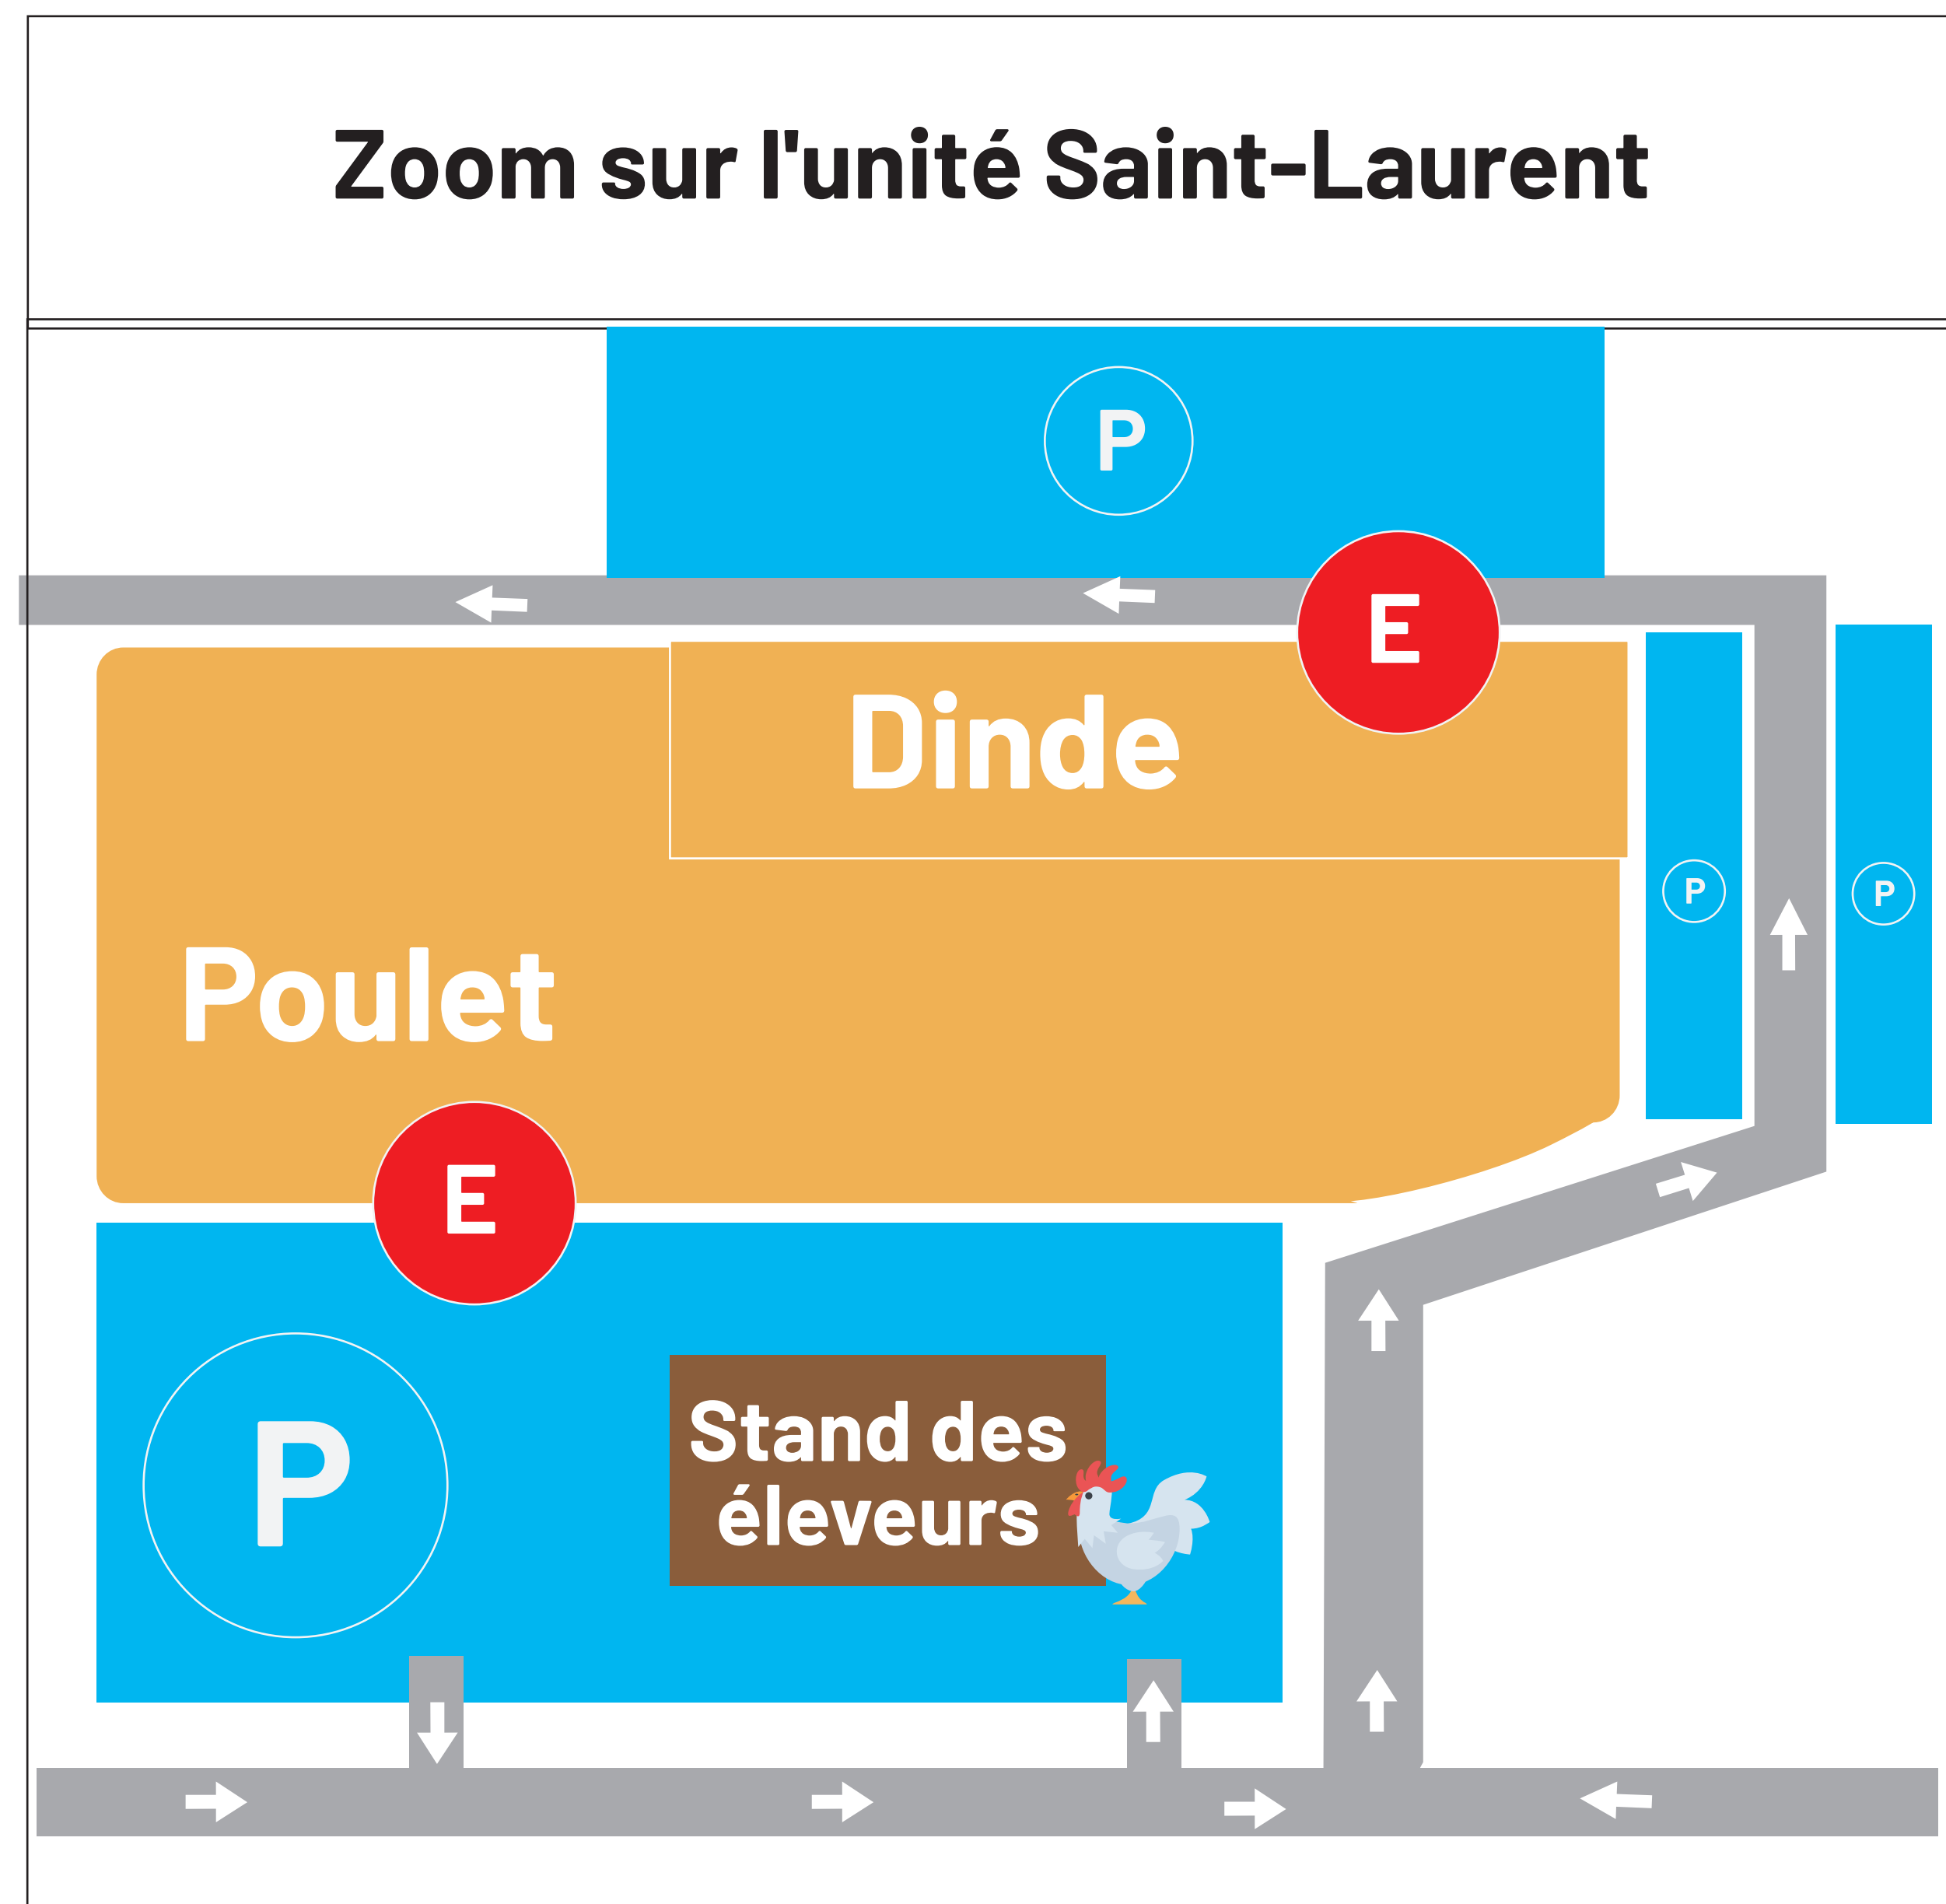 Zoom sur l'unité Saint-Laurent
P
E
Dinde
P
P
Poulet
E
P
Stand des
éleveurs